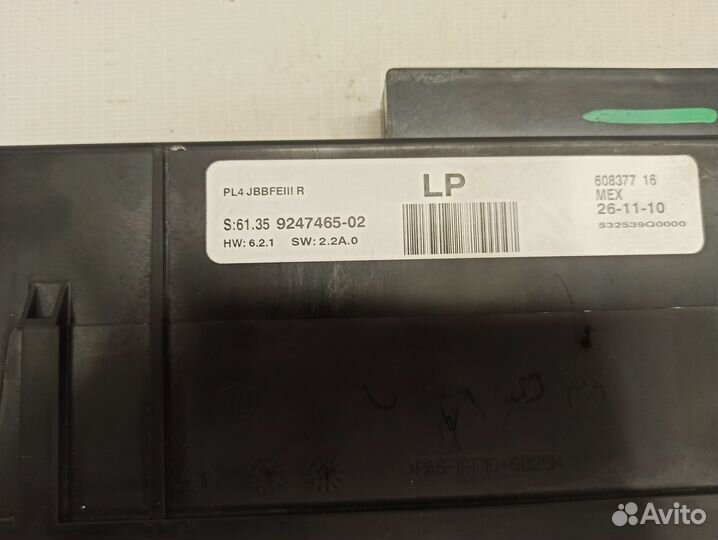 PL4 JBBFEIII R
LP
608377 16
MEX
26-11-10
S:61.35 9247465-02
532539Q0000
HW: 6.2.1 SW: 2.2A.0
>PA6-(GF10+GB20)<
Avito